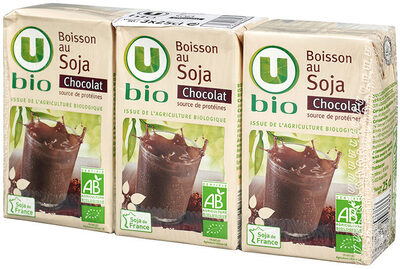 U
bio
Boisson
au
Soja
Chocolat
source de protéines
ISSUE DE L'AGRICULTURE BIOLOGIQUE
AB
Soja de
France
U
bio
Boisson
au
Soja
Chocolat
source de protéines
ISSUE DE L'AGRICULTURE BIOLOGIQUE
AB
Soja de
France
U
bio
Boisson
au
Soja
Chocolat
source de protéines
ISSUE DE L'AGRICULTURE BIOLOGIQUE
AB
Soja de
France